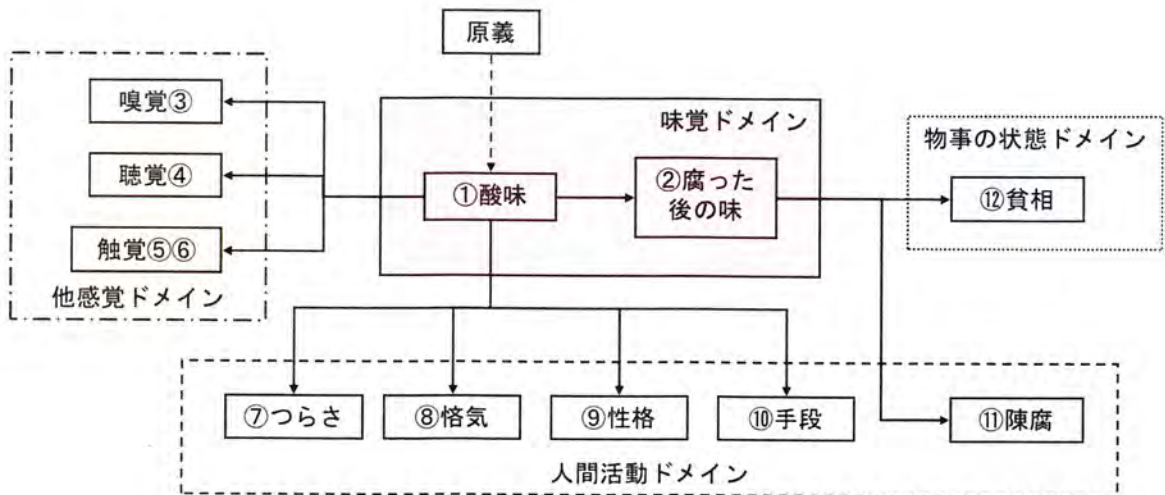 原義
嗅覚③
聴覚④
触覚⑤⑥
他感覚ドメイン
味覚ドメイン
①酸味
②腐った
後の味
物事の状態ドメイン
⑫貧相
⑦つらさ
⑧悋気
⑨性格
⑩手段
⑪陳腐
人間活動ドメイン